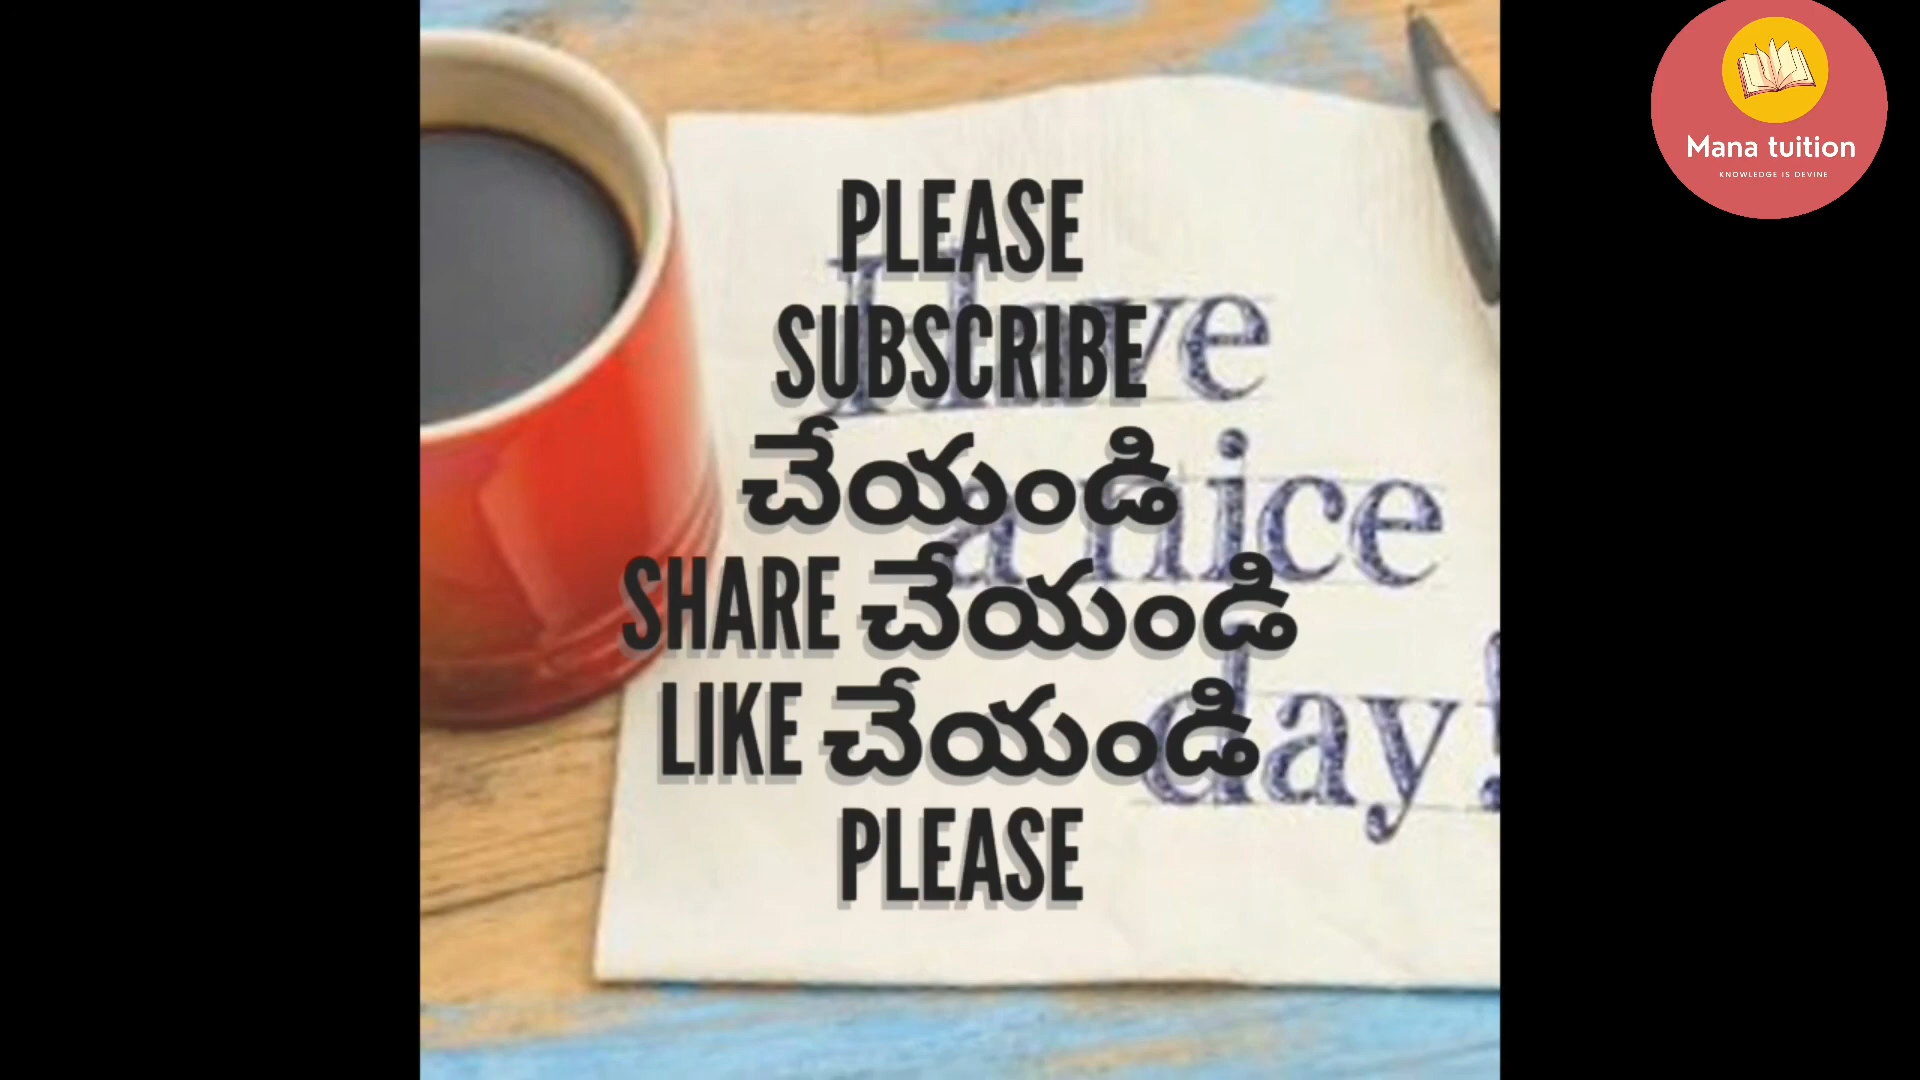 PLEASE
SUBSCRIBE
చేయండి
SHARE చేయండి
LIKE చేయండి
PLEASE
Have
a nice
day!
Mana tuition
KNOWLEDGE IS DEVINE